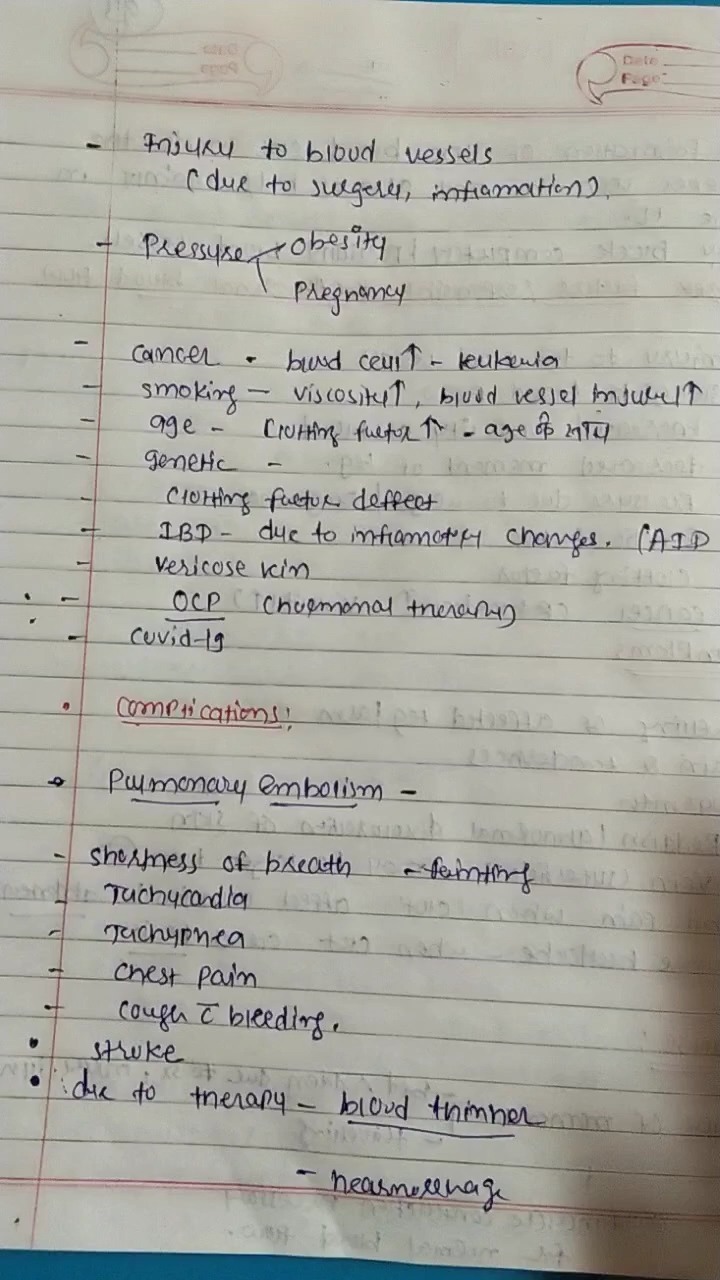 Date
Page
- Injury to blood vessels
(due to surgery, inflamation).
- Pressure → Obesity
Pregnancy
- cancer • blood cell↑ - leukemia
- smoking - viscosity↑, blood vessel injury↑
- age - clotting factor ↑ - age के साथ
- genetic -
- clotting factor deffect
- IBD - due to inflamatory changes. (AID
- vericose vein
- OCP (hormonal therapy)
- covid-19
• complications:
Pulmonary embolism -
- shortness of breath - fainting
- Tachycardia
- Tachypnea
- chest pain
- cough c̅ bleeding.
• stroke
• due to therapy - blood thinner
- heamorrhage